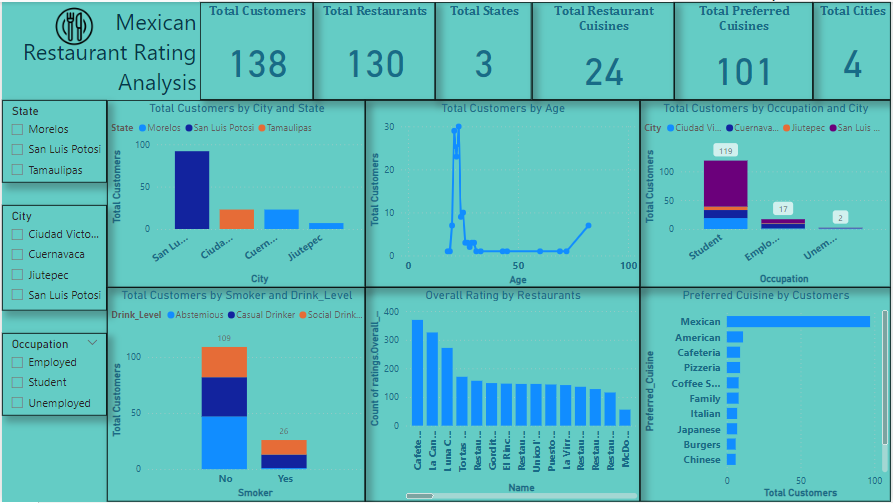 Mexican
Restaurant Rating
Analysis
Total Customers
138
Total Restaurants
130
Total States
3
Total Restaurant
Cuisines
24
Total Preferred
Cuisines
101
Total Cities
4
State
Morelos
San Luis Potosi
Tamaulipas
City
Ciudad Victo...
Cuernavaca
Jiutepec
San Luis Potosi
Occupation
Employed
Student
Unemployed
Total Customers by City and State
State Morelos San Luis Potosi Tamaulipas
Total Customers
100
50
0
San Lu...
Ciuda...
Cuern...
Jiutepec
City
Total Customers by Age
Total Customers
30
20
10
0
0 50 100
Age
Total Customers by Occupation and City
City Ciudad Vi... Cuernava... Jiutepec San Luis ...
Total Customers
100
50
0
119
17
2
Student
Emplo...
Unem...
Occupation
Total Customers by Smoker and Drink_Level
Drink_Level Abstemious Casual Drinker Social Drink...
Total Customers
100
50
0
109
26
No Yes
Smoker
Overall Rating by Restaurants
Count of ratings.Overall_...
400
300
200
100
0
Cafete...
La Can...
Luna C...
Tortas ...
Restau...
Gordit...
El Rinc...
Restau...
Unicol'...
Puesto...
La Virr...
Restau...
Restau...
Restau...
McDo...
Name
Preferred Cuisine by Customers
Preferred_Cuisine
Mexican
American
Cafeteria
Pizzeria
Coffee S...
Family
Italian
Japanese
Burgers
Chinese
0 50 100
Total Customers